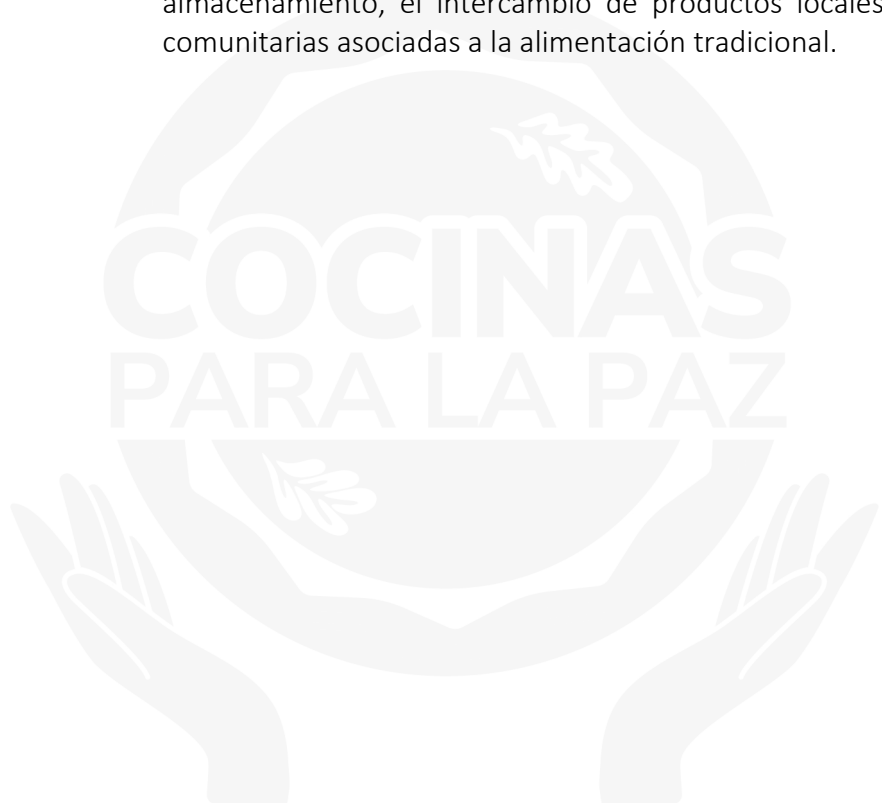 almacenamiento, el intercambio de productos locales
comunitarias asociadas a la alimentación tradicional.
COCINAS
PARA LA PAZ